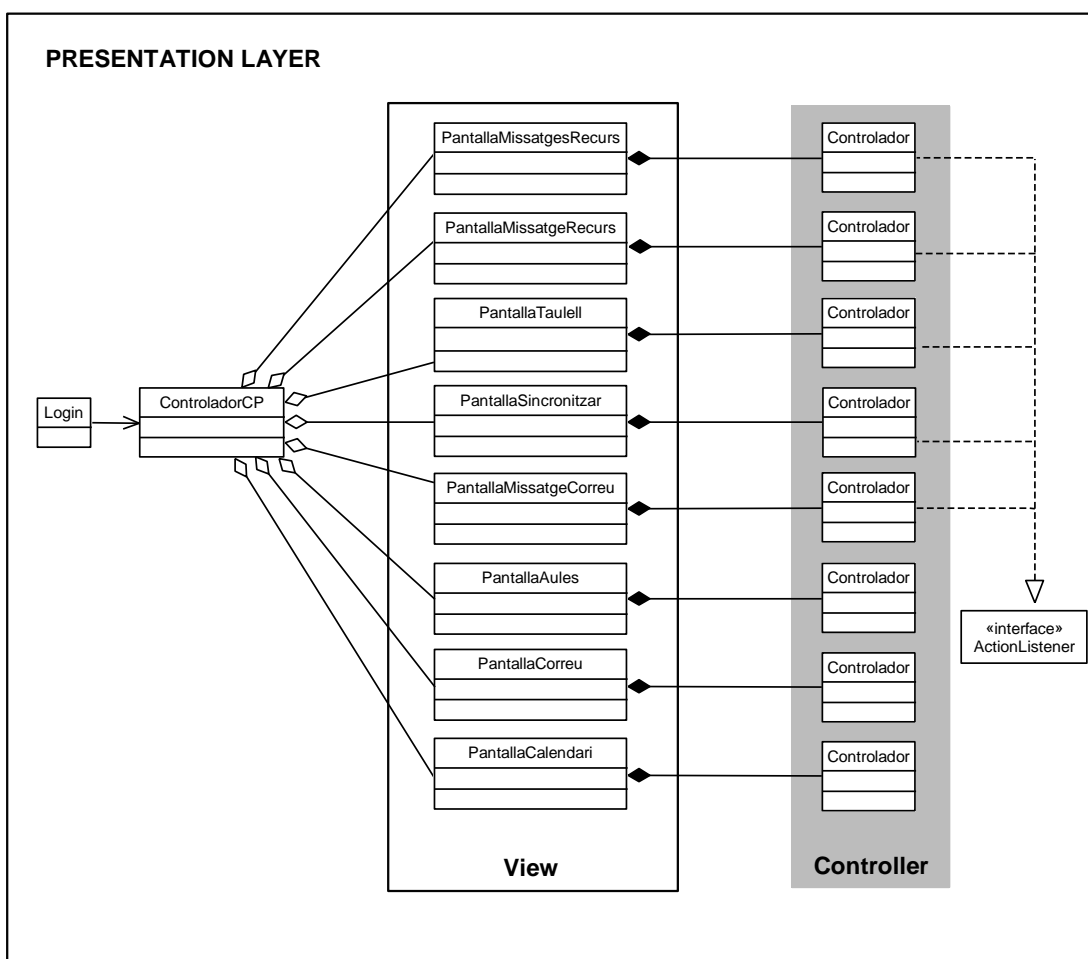 PRESENTATION LAYER
PantallaMissatgesRecurs
Controlador
PantallaMissatgeRecurs
Controlador
PantallaTaulell
Controlador
Login
ControladorCP
PantallaSincronitzar
Controlador
PantallaMissatgeCorreu
Controlador
PantallaAules
Controlador
«interface»
ActionListener
PantallaCorreu
Controlador
PantallaCalendari
Controlador
View
Controller